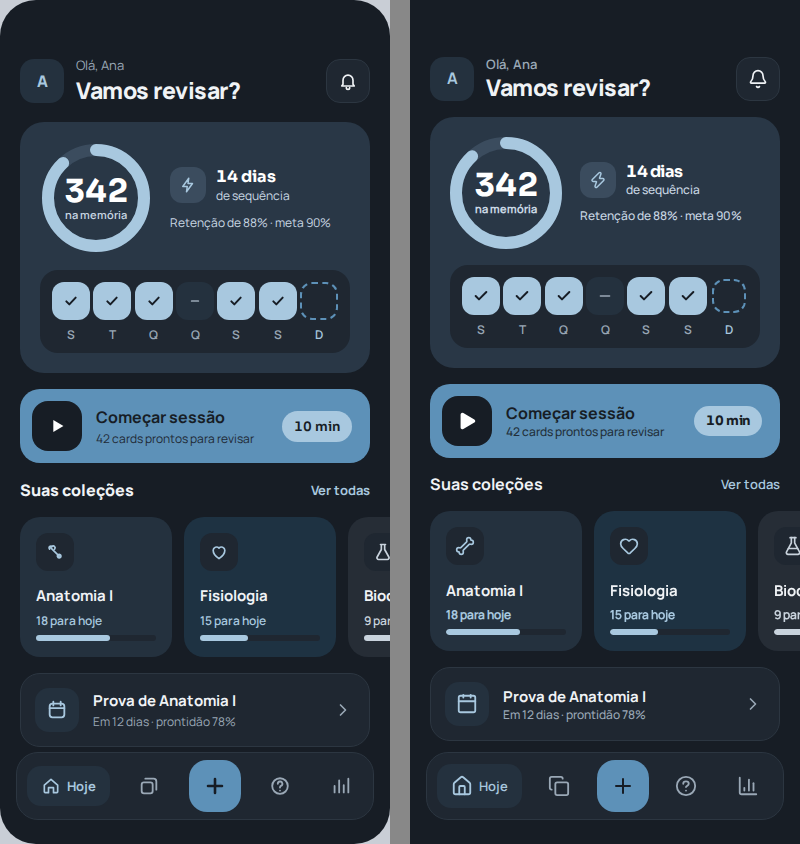 Olá, Ana
A
Vamos revisar?
342
na memória
14 dias
de sequência
Retenção de 88% · meta 90%
S T Q Q S S D
Começar sessão
42 cards prontos para revisar
10 min
Suas coleções
Ver todas
Anatomia I
18 para hoje
Fisiologia
15 para hoje
Prova de Anatomia I
Em 12 dias · prontidão 78%
Hoje
Olá, Ana
A
Vamos revisar?
342
na memória
14 dias
de sequência
Retenção de 88% · meta 90%
S T Q Q S S D
Começar sessão
42 cards prontos para revisar
10 min
Suas coleções
Ver todas
Anatomia I
18 para hoje
Fisiologia
15 para hoje
Prova de Anatomia I
Em 12 dias · prontidão 78%
Hoje